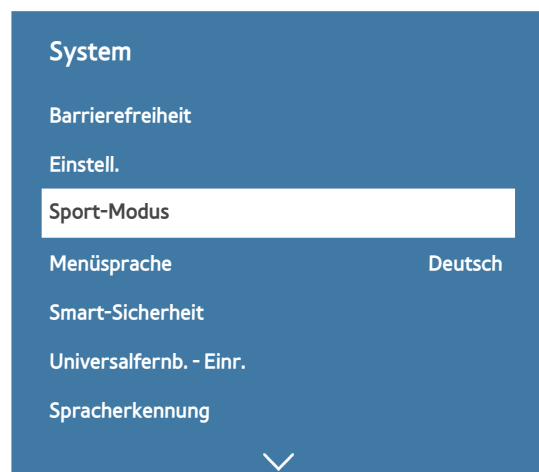 System
Barrierefreiheit
Einstell.
Sport-Modus
Menüsprache Deutsch
Smart-Sicherheit
Universalfernb. - Einr.
Spracherkennung